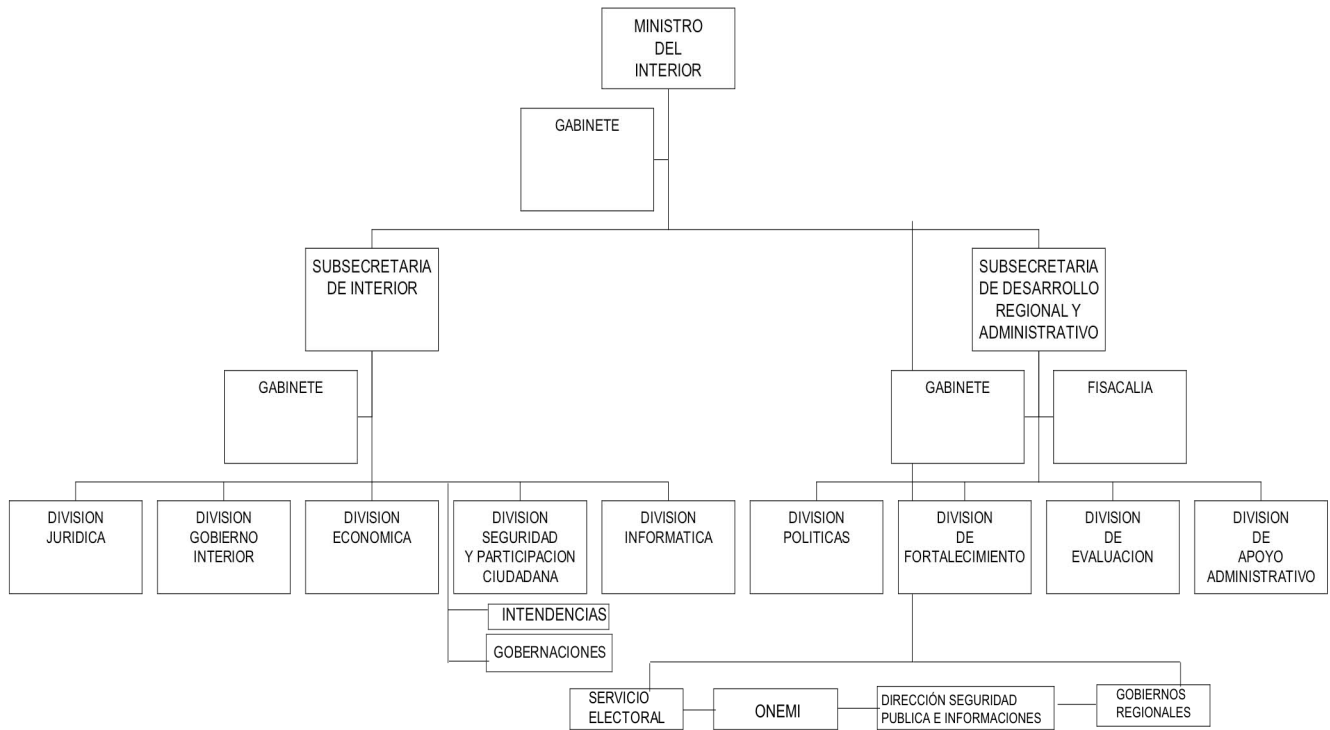 MINISTRO
DEL
INTERIOR
GABINETE
SUBSECRETARIA
DE INTERIOR
SUBSECRETARIA
DE DESARROLLO
REGIONAL Y
ADMINISTRATIVO
GABINETE
GABINETE
FISACALIA
DIVISION
JURIDICA
DIVISION
GOBIERNO
INTERIOR
DIVISION
ECONOMICA
DIVISION
SEGURIDAD
Y PARTICIPACION
CIUDADANA
DIVISION
INFORMATICA
DIVISION
POLITICAS
DIVISION
DE
FORTALECIMIENTO
DIVISION
DE
EVALUACION
DIVISION
DE
APOYO
ADMINISTRATIVO
INTENDENCIAS
GOBERNACIONES
SERVICIO
ELECTORAL
ONEMI
DIRECCIÓN SEGURIDAD
PUBLICA E INFORMACIONES
GOBIERNOS
REGIONALES